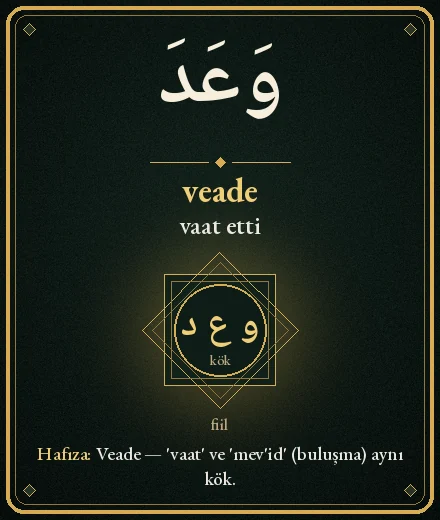 وَعَدَ
veade
vaat etti
و ع د
kök
fiil
Hafıza: Veade — 'vaat' ve 'mev'id' (buluşma) aynı
kök.